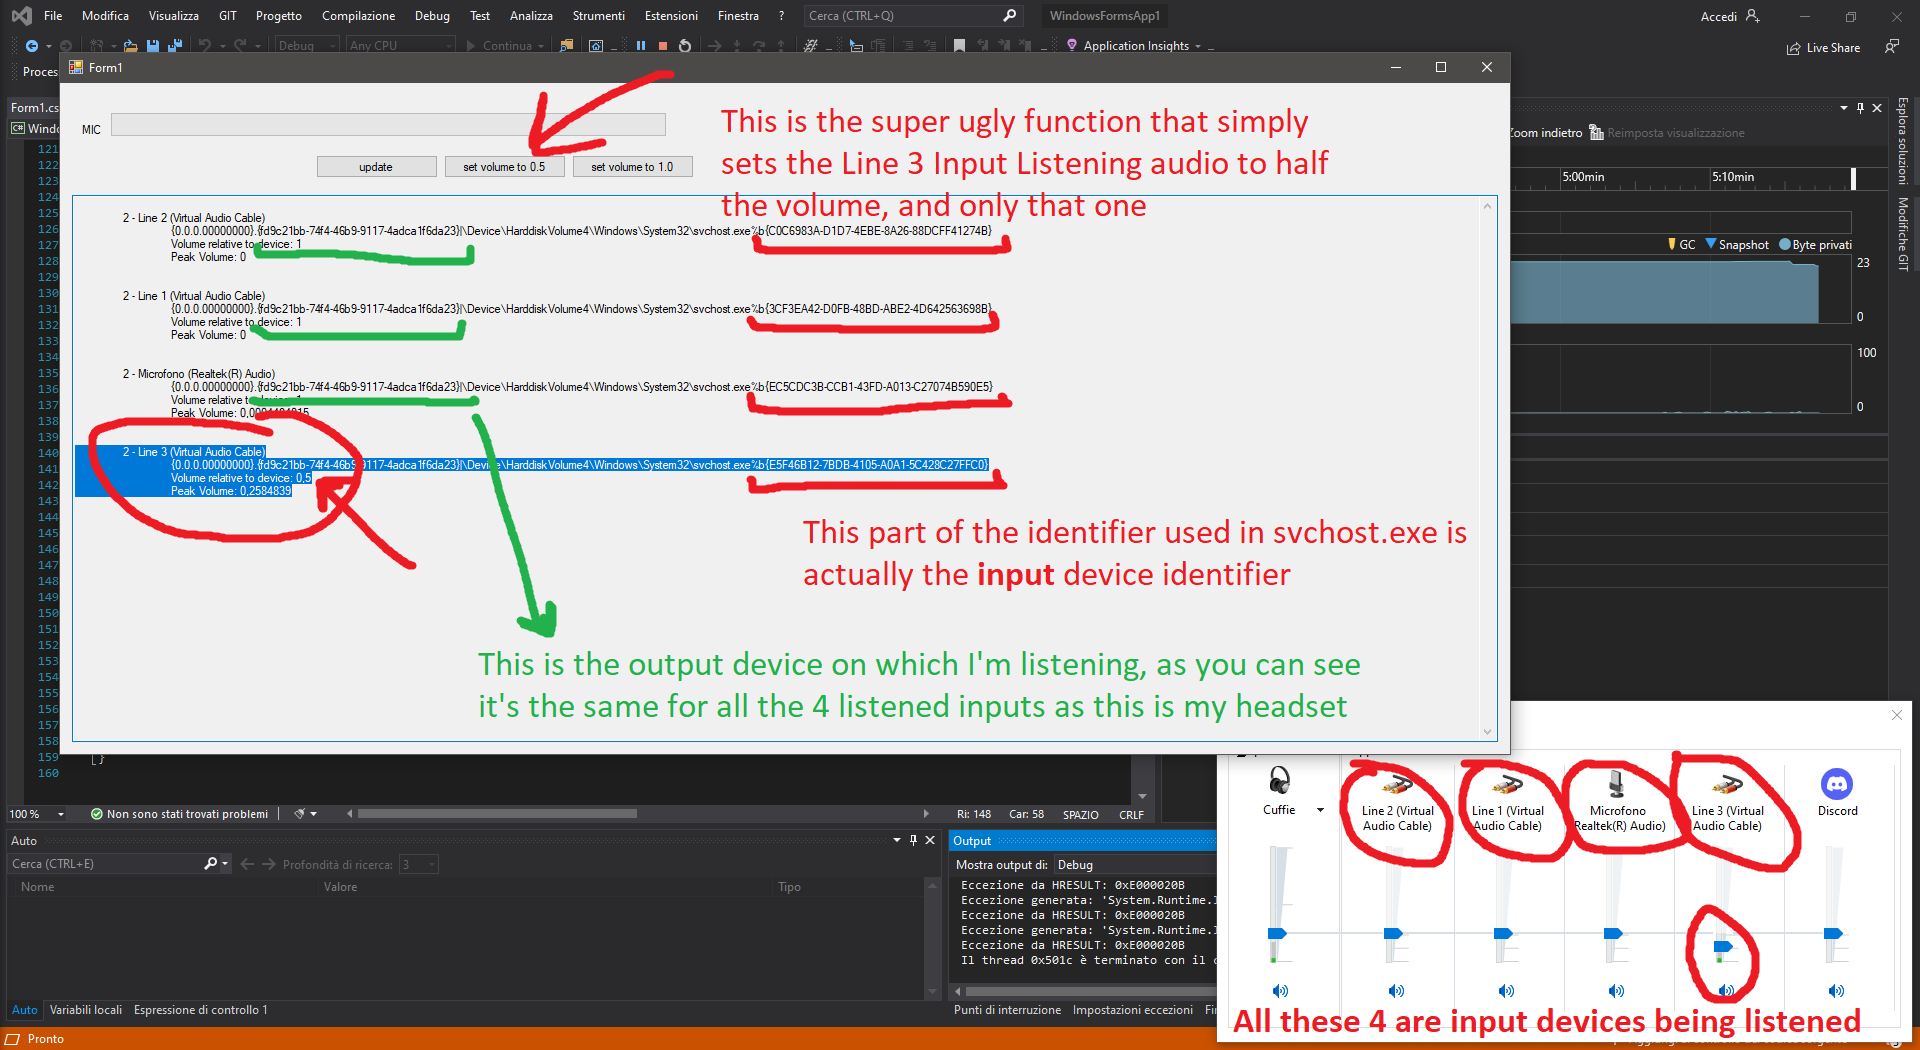 File Modifica Visualizza GIT Progetto Compilazione Debug Test Analizza Strumenti Estensioni Finestra ? Cerca (CTRL+Q) WindowsFormsApp1 Accedi
Debug Any CPU Continua Application Insights Live Share
Proces
Form1
Form1.cs
Windo
MIC
update set volume to 0.5 set volume to 1.0
This is the super ugly function that simply
sets the Line 3 Input Listening audio to half
the volume, and only that one
2 - Line 2 (Virtual Audio Cable)
{0.0.0.00000000}.{fd9c21bb-74f4-46b9-9117-4adca1f6da23}|\Device\HarddiskVolume4\Windows\System32\svchost.exe%b{C0C6983A-D1D7-4EBE-8A26-88DCFF41274B}
Volume relative to device: 1
Peak Volume: 0
2 - Line 1 (Virtual Audio Cable)
{0.0.0.00000000}.{fd9c21bb-74f4-46b9-9117-4adca1f6da23}|\Device\HarddiskVolume4\Windows\System32\svchost.exe%b{3CF3EA42-D0FB-48BD-ABE2-4D642563698B}
Volume relative to device: 1
Peak Volume: 0
2 - Microfono (Realtek(R) Audio)
{0.0.0.00000000}.{fd9c21bb-74f4-46b9-9117-4adca1f6da23}|\Device\HarddiskVolume4\Windows\System32\svchost.exe%b{EC5CDC3B-CCB1-43FD-A013-C27074B590E5}
Volume relative to device: 1
Peak Volume:
2 - Line 3 (Virtual Audio Cable)
{0.0.0.00000000}.{fd9c21bb-74f4-46b9-9117-4adca1f6da23}|\Device\HarddiskVolume4\Windows\System32\svchost.exe%b{E5F46B12-7BDB-4105-A0A1-5C428C27FFC0}
Volume relative to device: 0,5
Peak Volume: 0,2584839
This part of the identifier used in svchost.exe is
actually the input device identifier
This is the output device on which I'm listening, as you can see
it's the same for all the 4 listened inputs as this is my headset
121
122
123
124
125
126
127
128
129
130
131
132
133
134
135
136
137
138
139
140
141
142
143
144
145
146
147
148
149
150
151
152
153
154
155
156
157
158
159 }
160
Zoom indietro Reimposta visualizzazione
5:00min 5:10min
GC Snapshot Byte privati
23
0
100
0
Esplora soluzioni
Modifiche GIT
100 % Non sono stati trovati problemi Ri: 148 Car: 58 SPAZIO CRLF
Auto
Cerca (CTRL+E) Profondità di ricerca: 3
Nome Valore Tipo
Auto Variabili locali Espressione di controllo 1
Output
Mostra output di: Debug
Eccezione da HRESULT: 0xE000020B
Eccezione generata: 'System.Runtime.I
Eccezione da HRESULT: 0xE000020B
Eccezione generata: 'System.Runtime.I
Eccezione da HRESULT: 0xE000020B
Il thread 0x501c è terminato con il c
Punti di interruzione Impostazioni eccezioni Fin
Cuffie
Line 2 (Virtual
Audio Cable)
Line 1 (Virtual
Audio Cable)
Microfono
Realtek(R) Audio)
Line 3 (Virtual
Audio Cable)
Discord
All these 4 are input devices being listened
Pronto